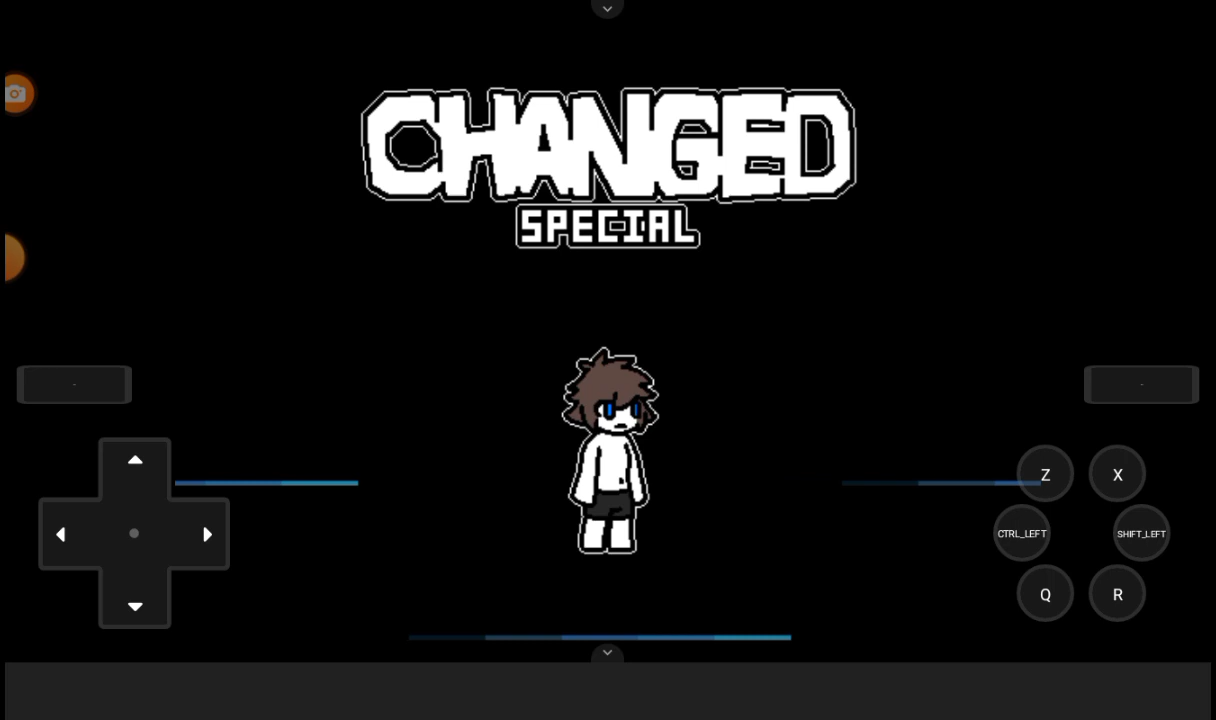 CHANGED
SPECIAL
-
-
Z
X
CTRL_LEFT
SHIFT_LEFT
Q
R